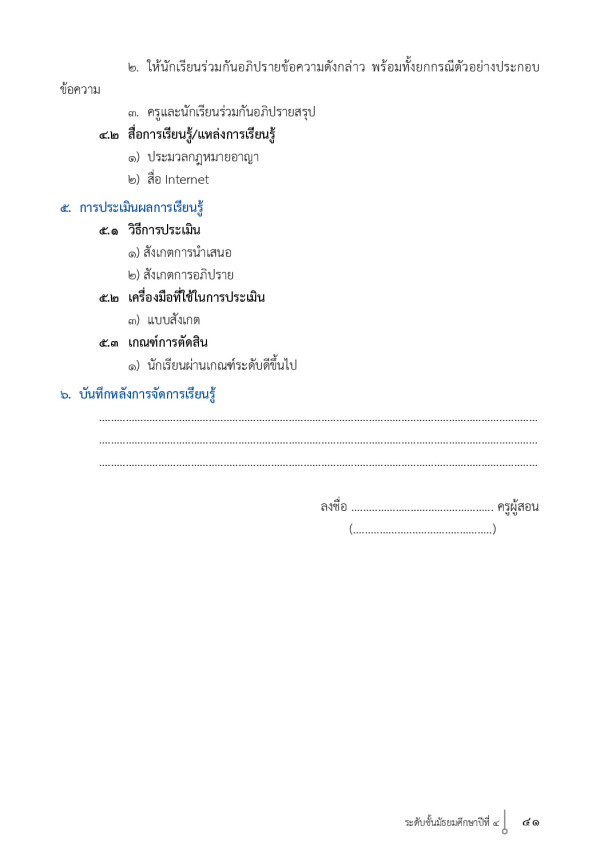 ๒. ให้นักเรียนร่วมกันอภิปรายข้อความดังกล่าว พร้อมทั้งยกกรณีตัวอย่างประกอบ
ข้อความ
๓. ครูและนักเรียนร่วมกันอภิปรายสรุป
๔.๒ สื่อการเรียนรู้/แหล่งการเรียนรู้
๑) ประมวลกฎหมายอาญา
๒) สื่อ Internet
๕. การประเมินผลการเรียนรู้
๕.๑ วิธีการประเมิน
๑) สังเกตการนำเสนอ
๒) สังเกตการอภิปราย
๕.๒ เครื่องมือที่ใช้ในการประเมิน
๓) แบบสังเกต
๕.๓ เกณฑ์การตัดสิน
๑) นักเรียนผ่านเกณฑ์ระดับดีขึ้นไป
๖. บันทึกหลังการจัดการเรียนรู้
....................................................................................................................................................
....................................................................................................................................................
....................................................................................................................................................
ลงชื่อ ................................................ ครูผู้สอน
(...............................................)
ระดับชั้นมัธยมศึกษาปีที่ ๔ ๔๑